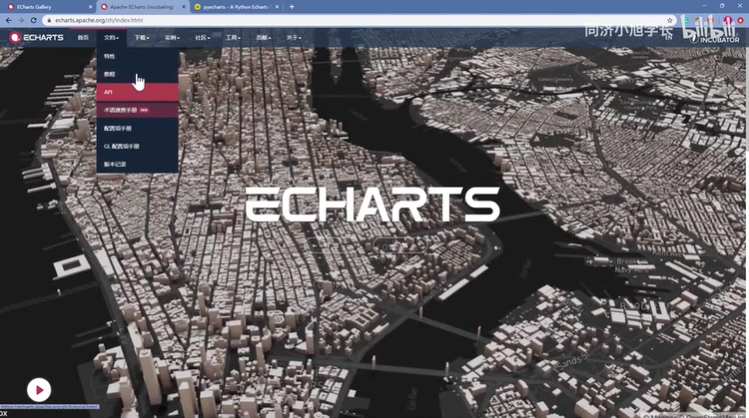 ECharts Gallery
Apache ECharts (incubating)
pyecharts - A Python Echarts
echarts.apache.org/zh/index.html
ECHARTS 首页 文档 下载 实例 社区 工具 贡献 关于 EN
同济小旭学长
bilibili
INCUBATOR
特性
教程
API
术语速查手册
配置项手册
GL 配置项手册
版本记录
ECHARTS